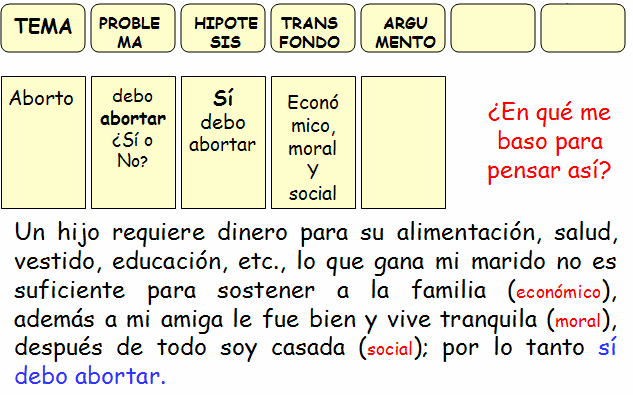 TEMA
PROBLE
MA
HIPOTE
SIS
TRANS
FONDO
ARGU
MENTO
Aborto
debo
abortar
¿Sí o
No?
Sí
debo
abortar
Econó
mico,
moral
Y
social
¿En qué me
baso para
pensar así?
Un hijo requiere dinero para su alimentación, salud,
vestido, educación, etc., lo que gana mi marido no es
suficiente para sostener a la familia (económico),
además a mi amiga le fue bien y vive tranquila (moral),
después de todo soy casada (social); por lo tanto sí
debo abortar.